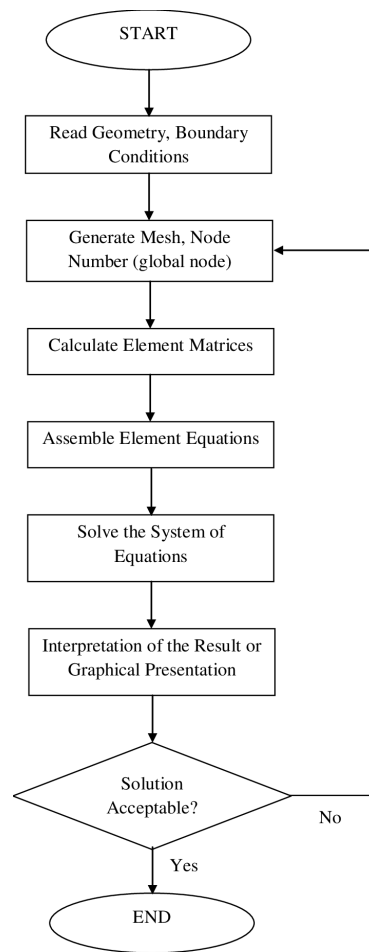 START
Read Geometry, Boundary
Conditions
Generate Mesh, Node
Number (global node)
Calculate Element Matrices
Assemble Element Equations
Solve the System of
Equations
Interpretation of the Result or
Graphical Presentation
Solution
Acceptable?
No
Yes
END